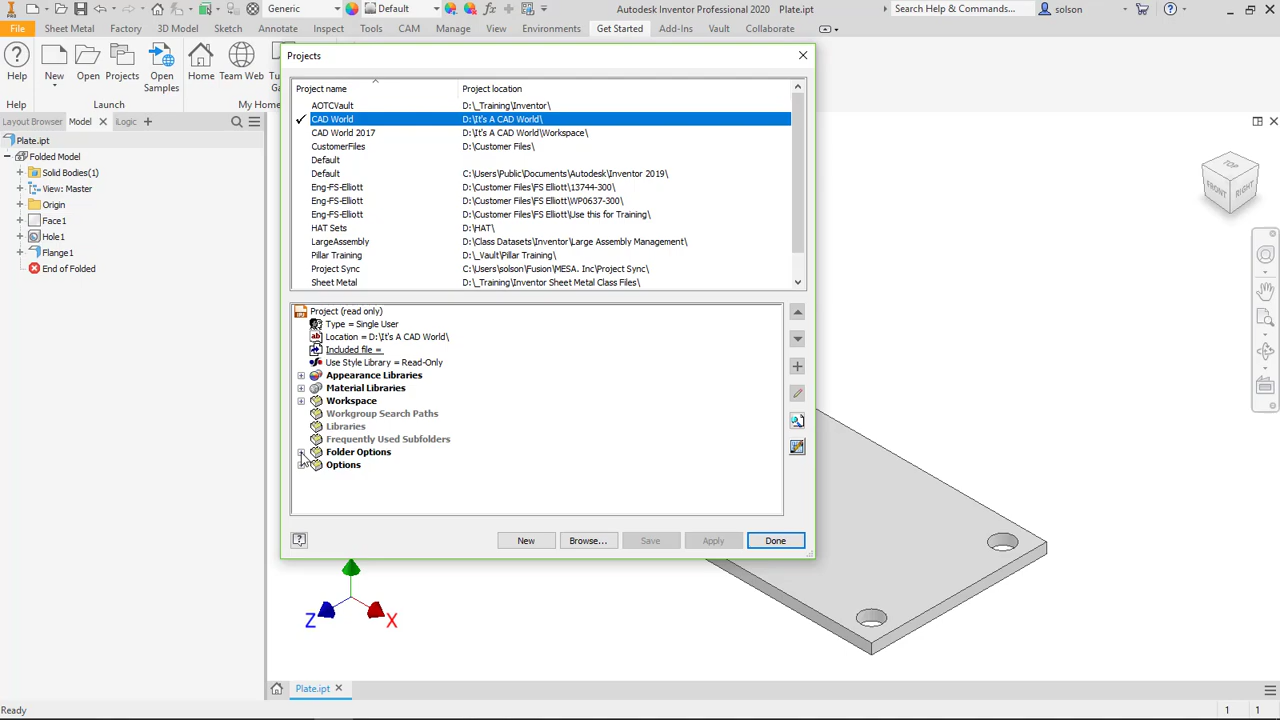 Generic
Default
Autodesk Inventor Professional 2020 Plate.ipt
Search Help & Commands...
solson
File Sheet Metal Factory 3D Model Sketch Annotate Inspect Tools CAM Manage View Environments Get Started Add-Ins Vault Collaborate
Help New Open Projects Open Samples Home Team Web
Help Launch My Home
Layout Browser Model iLogic
Plate.ipt
Folded Model
Solid Bodies(1)
View: Master
Origin
Face1
Hole1
Flange1
End of Folded
Projects
Project name Project location
AOTCVault D:\_Training\Inventor\
CAD World D:\It's A CAD World\
CAD World 2017 D:\It's A CAD World\Workspace\
CustomerFiles D:\Customer Files\
Default
Default C:\Users\Public\Documents\Autodesk\Inventor 2019\
Eng-FS-Elliott D:\Customer Files\FS Elliott\13744-300\
Eng-FS-Elliott D:\Customer Files\FS Elliott\WP0637-300\
Eng-FS-Elliott D:\Customer Files\FS Elliott\Use this for Training\
HAT Sets D:\HAT\
LargeAssembly D:\Class Datasets\Inventor\Large Assembly Management\
Pillar Training D:\_Vault\Pillar Training\
Project Sync C:\Users\solson\Fusion\MESA. Inc\Project Sync\
Sheet Metal D:\_Training\Inventor Sheet Metal Class Files\
Project (read only)
Type = Single User
Location = D:\It's A CAD World\
Included file =
Use Style Library = Read-Only
Appearance Libraries
Material Libraries
Workspace
Workgroup Search Paths
Libraries
Frequently Used Subfolders
Folder Options
Options
New Browse... Save Apply Done
TOP
FRONT RIGHT
Z X
Plate.ipt
Ready 1 1